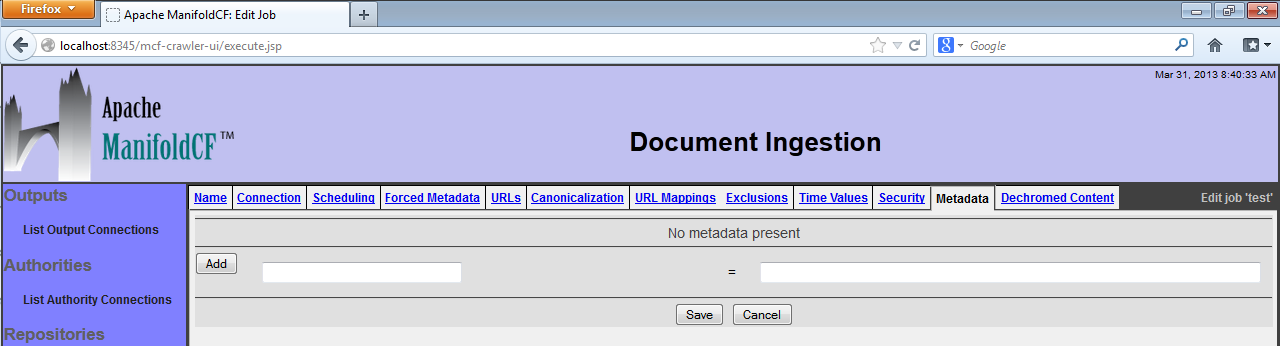 Firefox
Apache ManifoldCF: Edit Job
localhost:8345/mcf-crawler-ui/execute.jsp
Google
Mar 31, 2013 8:40:33 AM
Apache
ManifoldCF™
Document Ingestion
Outputs
List Output Connections
Authorities
List Authority Connections
Repositories
Name Connection Scheduling Forced Metadata URLs Canonicalization URL Mappings Exclusions Time Values Security Metadata Dechromed Content Edit job 'test'
No metadata present
Add =
Save Cancel